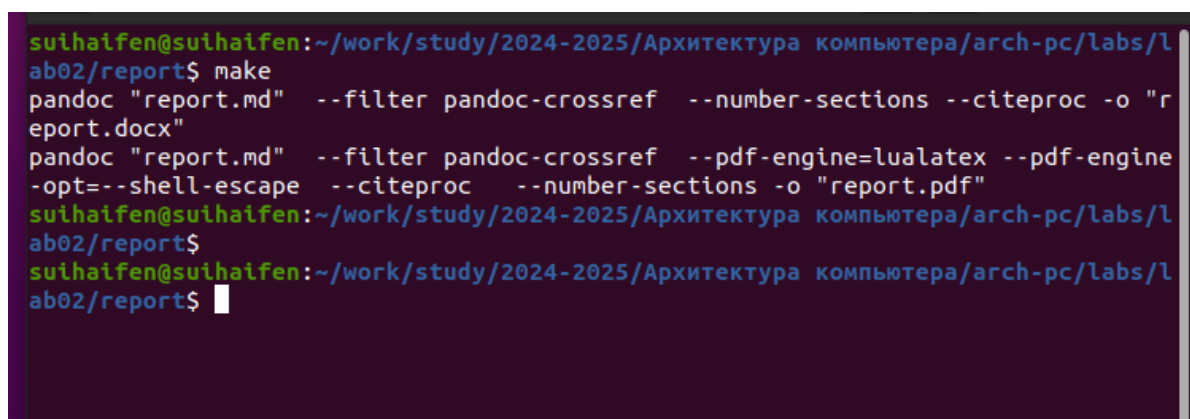 suihaifen@suihaifen:~/work/study/2024-2025/Архитектура компьютера/arch-pc/labs/l
ab02/report$ make
pandoc "report.md"  --filter pandoc-crossref  --number-sections --citeproc -o "r
eport.docx"
pandoc "report.md"  --filter pandoc-crossref  --pdf-engine=lualatex --pdf-engine
-opt=--shell-escape  --citeproc   --number-sections -o "report.pdf"
suihaifen@suihaifen:~/work/study/2024-2025/Архитектура компьютера/arch-pc/labs/l
ab02/report$
suihaifen@suihaifen:~/work/study/2024-2025/Архитектура компьютера/arch-pc/labs/l
ab02/report$